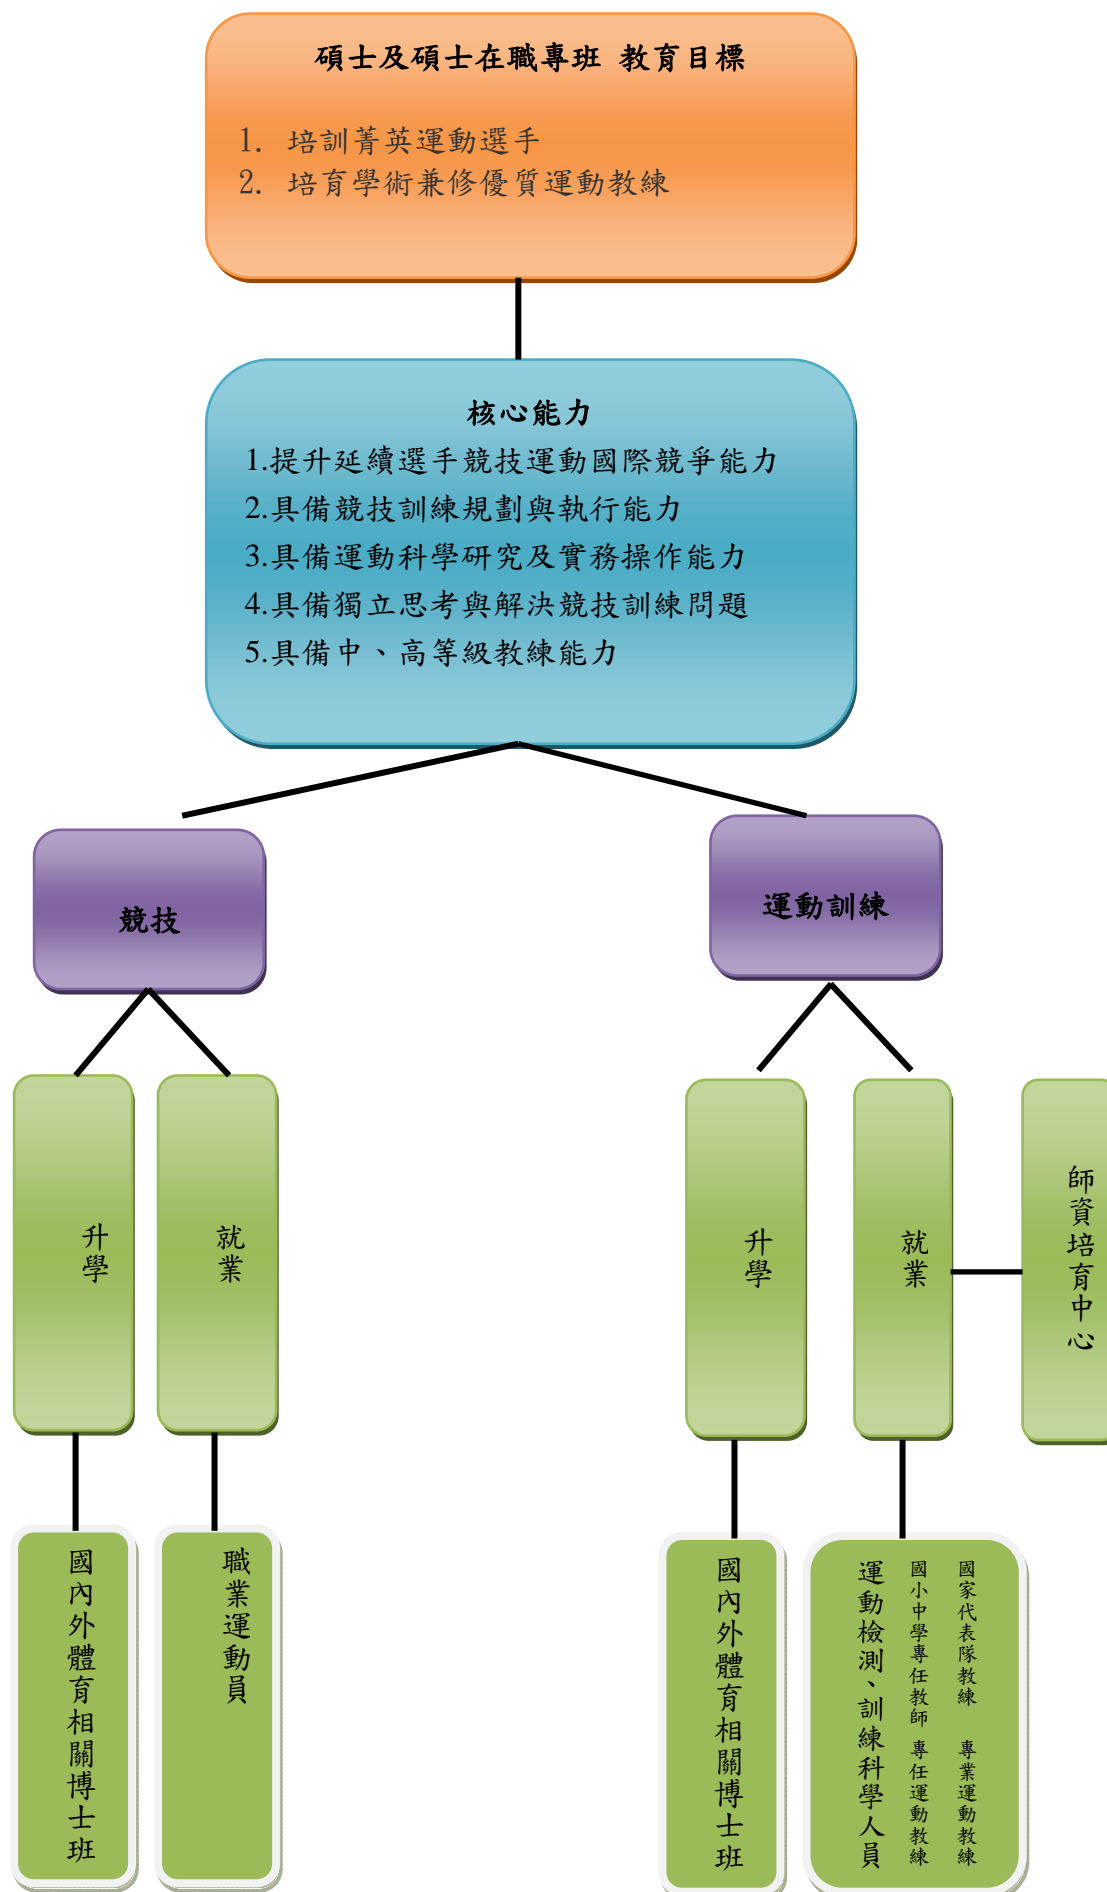 碩士及碩士在職專班 教育目標
1. 培訓菁英運動選手
2. 培育學術兼修優質運動教練
核心能力
1.提升延續選手競技運動國際競爭能力
2.具備競技訓練規劃與執行能力
3.具備運動科學研究及實務操作能力
4.具備獨立思考與解決競技訓練問題
5.具備中、高等級教練能力
競技
運動訓練
升學
就業
升學
就業
師資培育中心
國內外體育相關博士班
職業運動員
國內外體育相關博士班
國家代表隊教練 專業運動教練
國小中學專任教師 專任運動教練
運動檢測、訓練科學人員